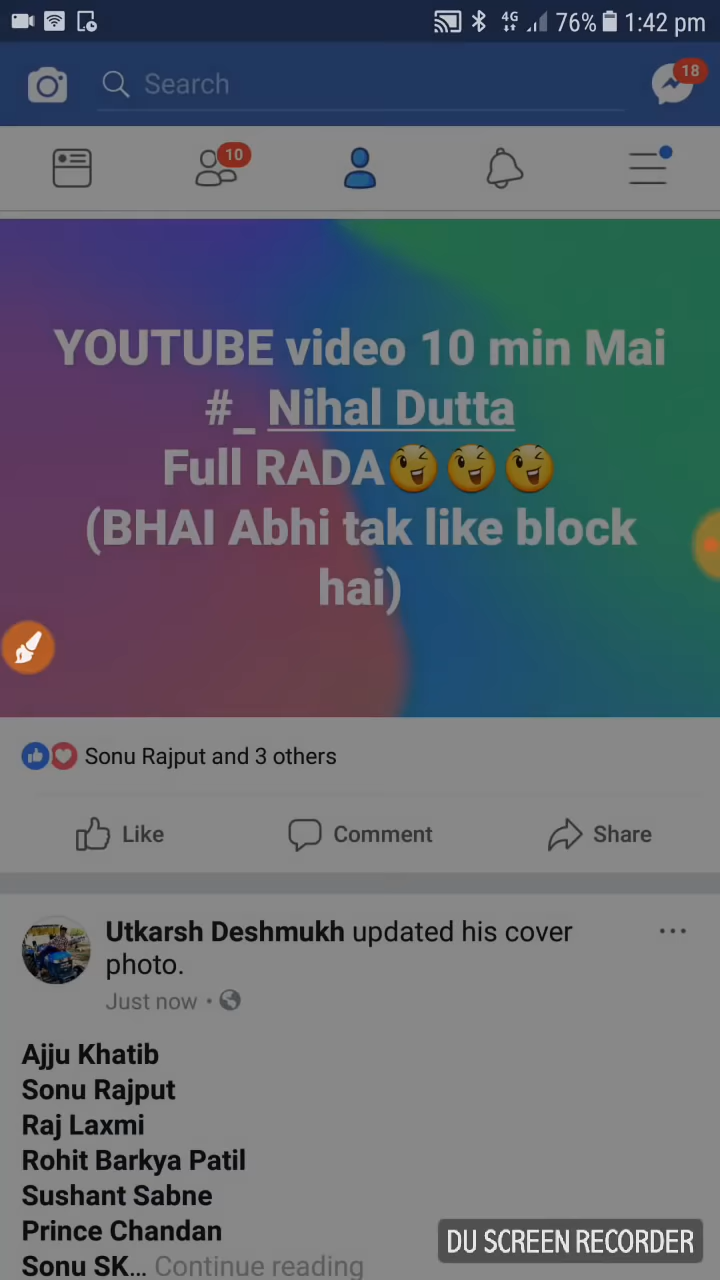 4G 76% 1:42 pm
Search
18
10
YOUTUBE video 10 min Mai
#_ Nihal Dutta
Full RADA😉😉😉
(BHAI Abhi tak like block
hai)
Sonu Rajput and 3 others
Like Comment Share
Utkarsh Deshmukh updated his cover
photo.
Just now
Ajju Khatib
Sonu Rajput
Raj Laxmi
Rohit Barkya Patil
Sushant Sabne
Prince Chandan
Sonu SK... Continue reading
DU SCREEN RECORDER